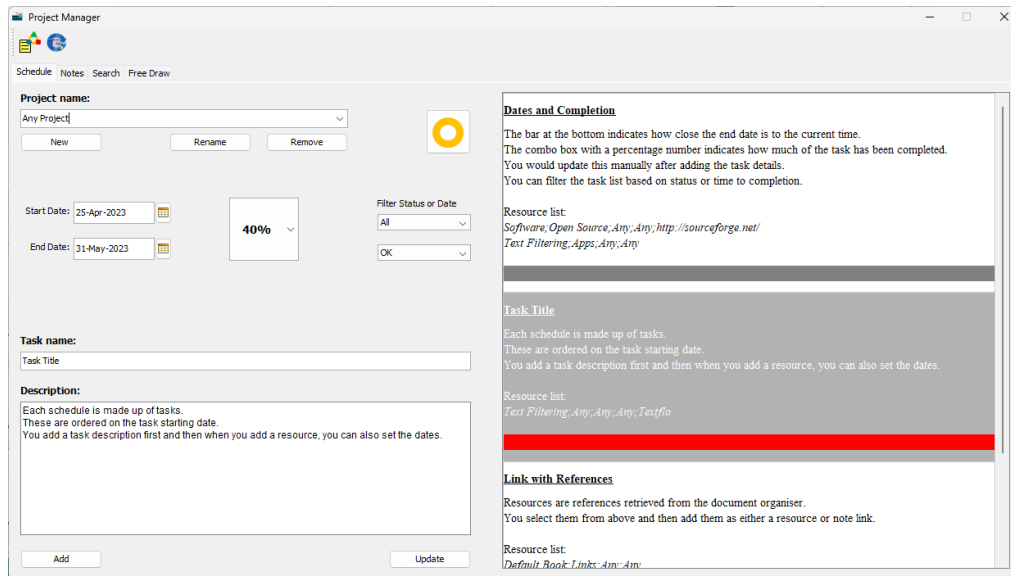 Project Manager
Schedule Notes Search Free Draw
Project name:
Any Project
New Rename Remove
Start Date: 25-Apr-2023
End Date: 31-May-2023
40%
Filter Status or Date
All
OK
Task name:
Task Title
Description:
Each schedule is made up of tasks.
These are ordered on the task starting date.
You add a task description first and then when you add a resource, you can also set the dates.
Add Update
Dates and Completion
The bar at the bottom indicates how close the end date is to the current time.
The combo box with a percentage number indicates how much of the task has been completed.
You would update this manually after adding the task details.
You can filter the task list based on status or time to completion.
Resource list:
Software;Open Source;Any;Any;http://sourceforge.net/
Text Filtering;Apps;Any;Any
Task Title
Each schedule is made up of tasks.
These are ordered on the task starting date.
You add a task description first and then when you add a resource, you can also set the dates.
Resource list:
Text Filtering;Any;Any;Any;Textflo
Link with References
Resources are references retrieved from the document organiser.
You select them from above and then add them as either a resource or note link.
Resource list:
Default Book;Links;Any;Any